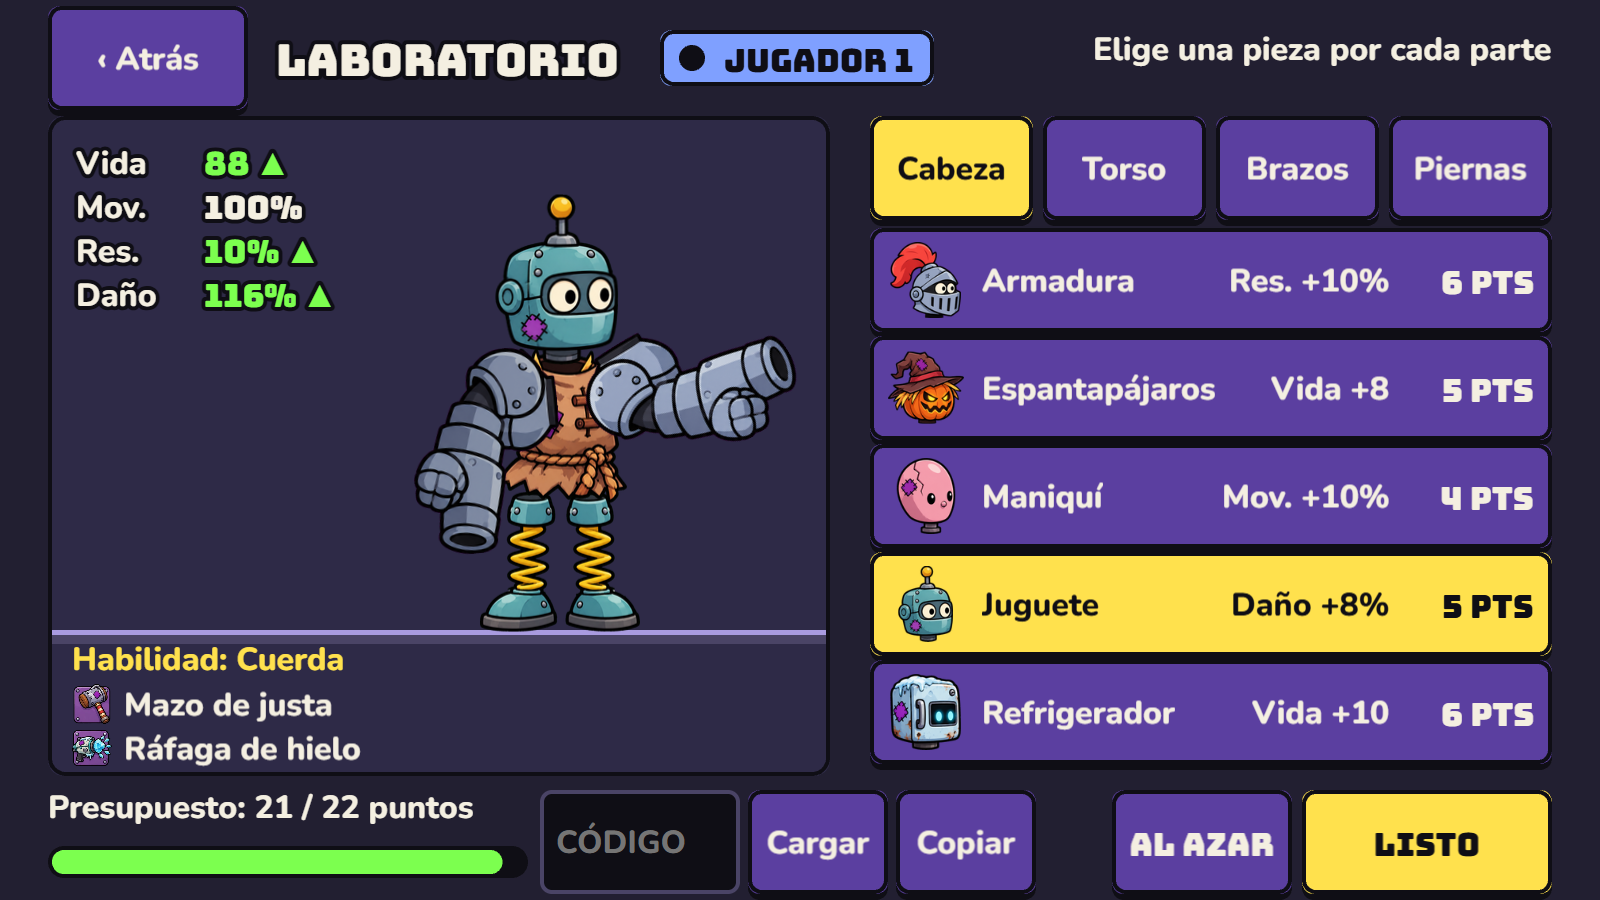 ‹ Atrás
LABORATORIO
JUGADOR 1
Elige una pieza por cada parte
Vida 88 ▲
Mov. 100%
Res. 10% ▲
Daño 116% ▲
Habilidad: Cuerda
Mazo de justa
Ráfaga de hielo
Cabeza
Torso
Brazos
Piernas
Armadura Res. +10% 6 PTS
Espantapájaros Vida +8 5 PTS
Maniquí Mov. +10% 4 PTS
Juguete Daño +8% 5 PTS
Refrigerador Vida +10 6 PTS
Presupuesto: 21 / 22 puntos
CÓDIGO
Cargar
Copiar
AL AZAR
LISTO